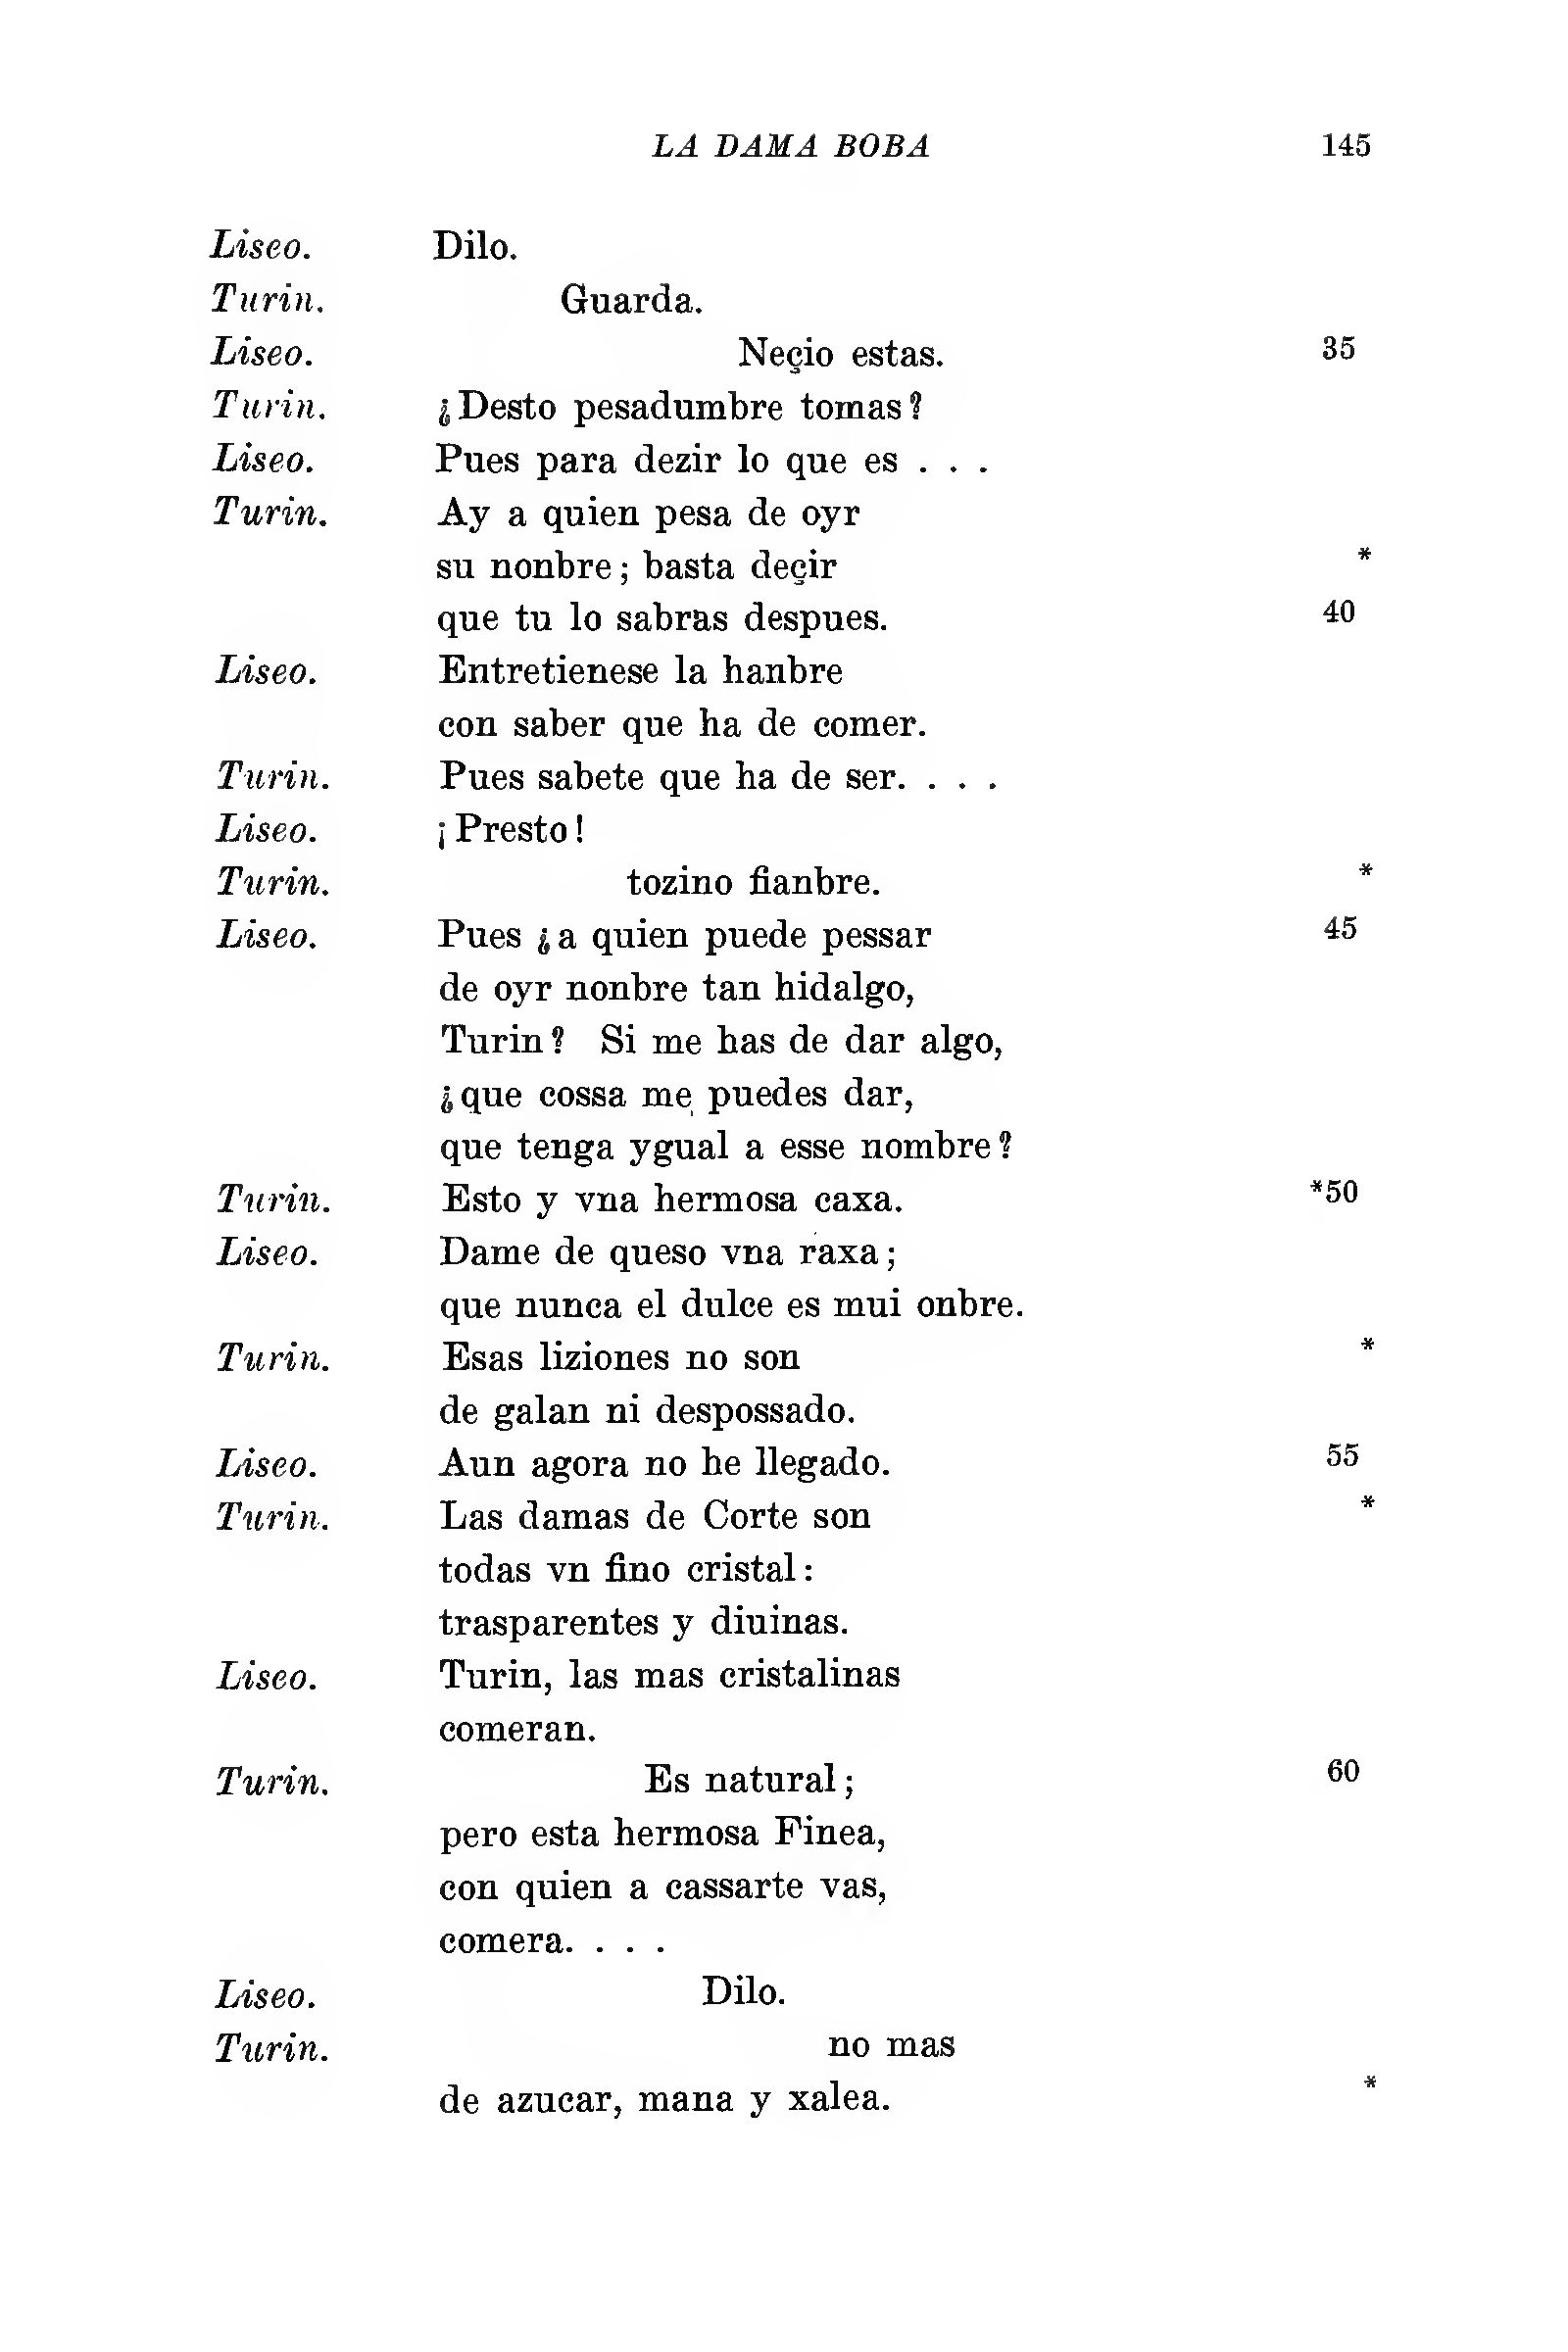 LA DAMA BOBA 145
Liseo. Dilo.
Turin. Guarda.
Liseo. Neçio estas. 35
Turin. ¿Desto pesadumbre tomas?
Liseo. Pues para dezir lo que es . . .
Turin. Ay a quien pesa de oyr
su nonbre; basta deçir *
que tu lo sabras despues. 40
Liseo. Entretienese la hanbre
con saber que ha de comer.
Turin. Pues sabete que ha de ser. . . .
Liseo. ¡Presto!
Turin. tozino fianbre. *
Liseo. Pues ¿a quien puede pessar 45
de oyr nonbre tan hidalgo,
Turin? Si me has de dar algo,
¿que cossa me puedes dar,
que tenga ygual a esse nombre?
Turin. Esto y vna hermosa caxa. *50
Liseo. Dame de queso vna raxa;
que nunca el dulce es mui onbre.
Turin. Esas liziones no son *
de galan ni despossado.
Liseo. Aun agora no he llegado. 55
Turin. Las damas de Corte son *
todas vn fino cristal:
trasparentes y diuinas.
Liseo. Turin, las mas cristalinas
comeran.
Turin. Es natural; 60
pero esta hermosa Finea,
con quien a cassarte vas,
comera. . . .
Liseo. Dilo.
Turin. no mas
de azucar, mana y xalea. *